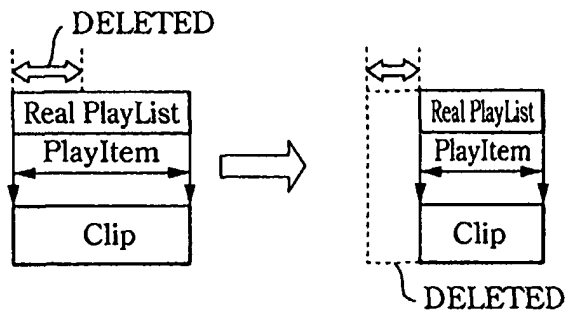 DELETED
Real PlayList
PlayItem
Clip
Real PlayList
PlayItem
Clip
DELETED